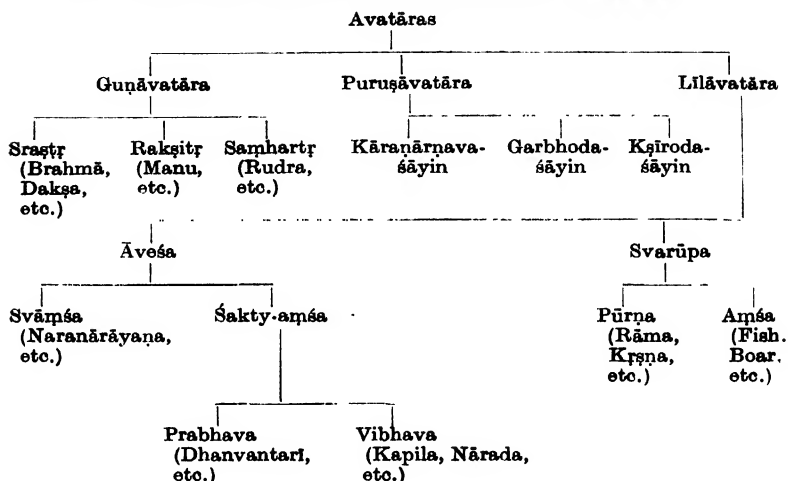 Avatāras
Guṇāvatāra Puruṣāvatāra Līlāvatāra
Sraṣṭṛ Rakṣitṛ Saṃhartṛ Kāraṇārṇava- Garbhoda- Kṣīroda-
(Brahmā, (Manu, (Rudra, śāyin śāyin śāyin
Dakṣa, etc.) etc.)
etc.)
Āveśa Svarūpa
Svāṃśa Śakty-aṃśa Pūrṇa Aṃśa
(Naranārāyaṇa, (Rāma, (Fish.
etc.) Kṛṣṇa, Boar.
etc.) etc.)
Prabhava Vibhava
(Dhanvantarī, (Kapila, Nārada,
etc.) etc.)